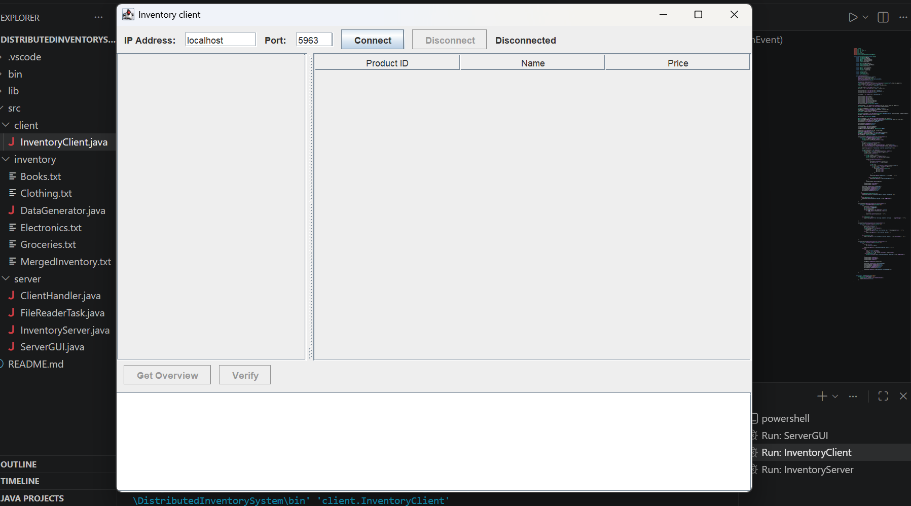 Inventory client
EXPLORER ...
IP Address: localhost Port: 5963 Connect Disconnect Disconnected
DISTRIBUTEDINVENTORYS...
nEvent)
.vscode
Product ID Name Price
bin
lib
src
client
InventoryClient.java
inventory
Books.txt
Clothing.txt
DataGenerator.java
Electronics.txt
Groceries.txt
MergedInventory.txt
server
ClientHandler.java
FileReaderTask.java
InventoryServer.java
ServerGUI.java
README.md
Get Overview Verify
powershell
Run: ServerGUI
Run: InventoryClient
Run: InventoryServer
OUTLINE
TIMELINE
JAVA PROJECTS
\DistributedInventorySystem\bin' 'client.InventoryClient'